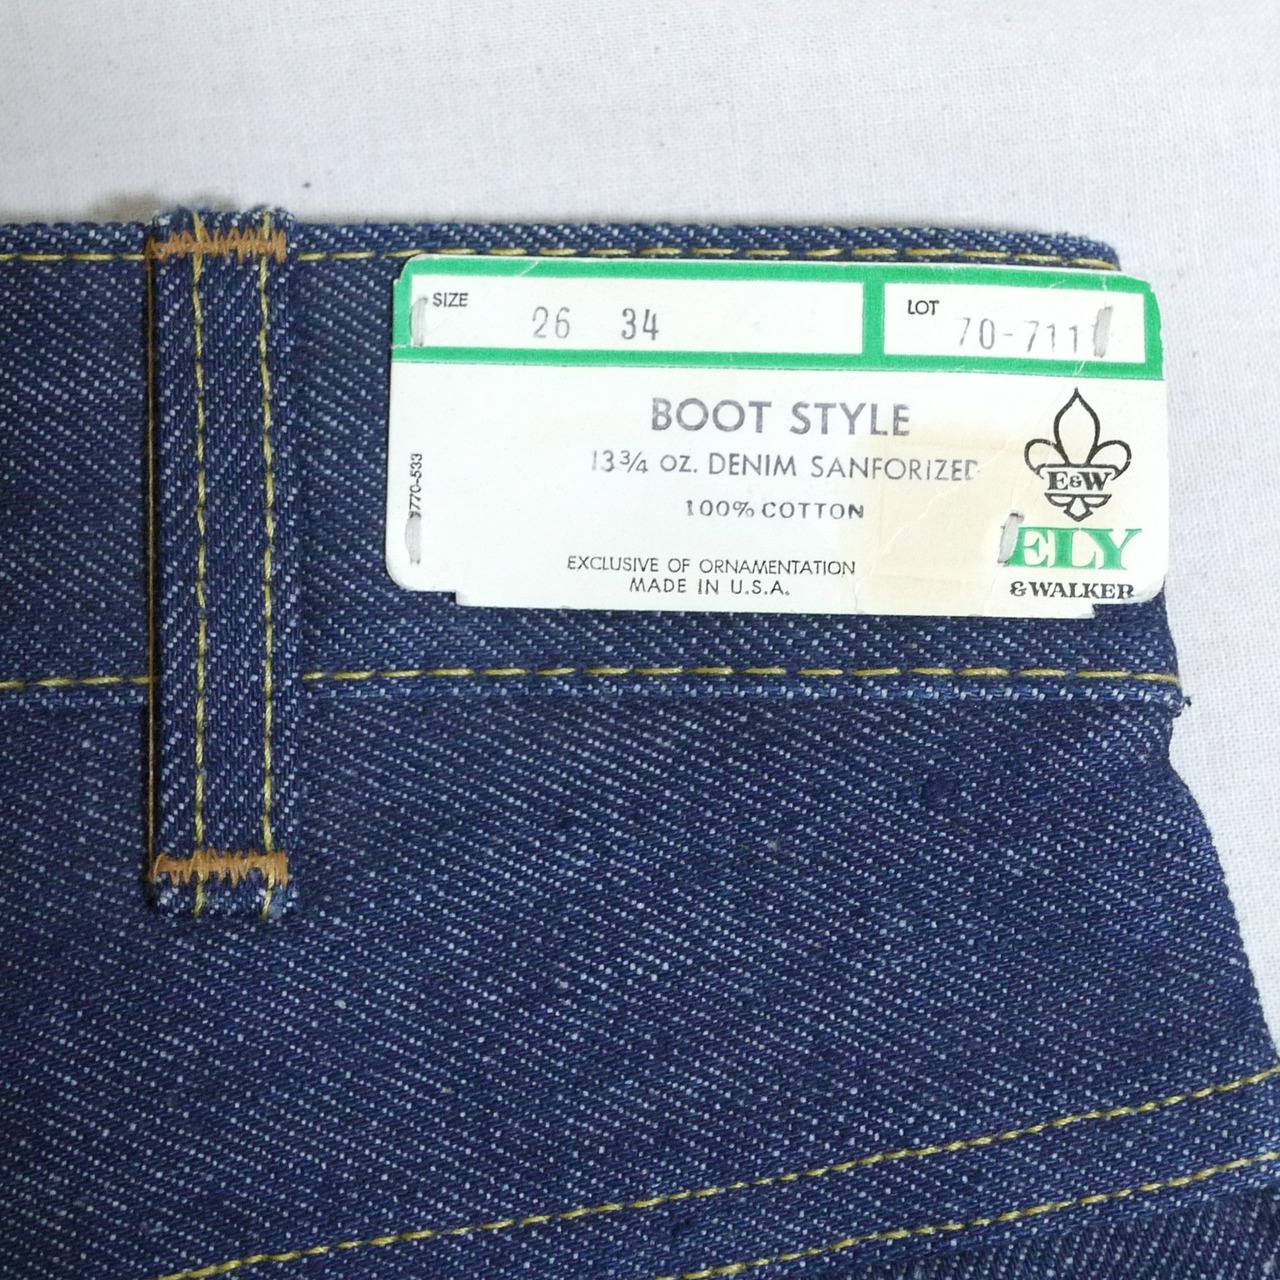 SIZE 26 34 LOT 70-711
BOOT STYLE
13¾ OZ. DENIM SANFORIZED
100% COTTON
EXCLUSIVE OF ORNAMENTATION
MADE IN U.S.A.
E&W
ELY
& WALKER